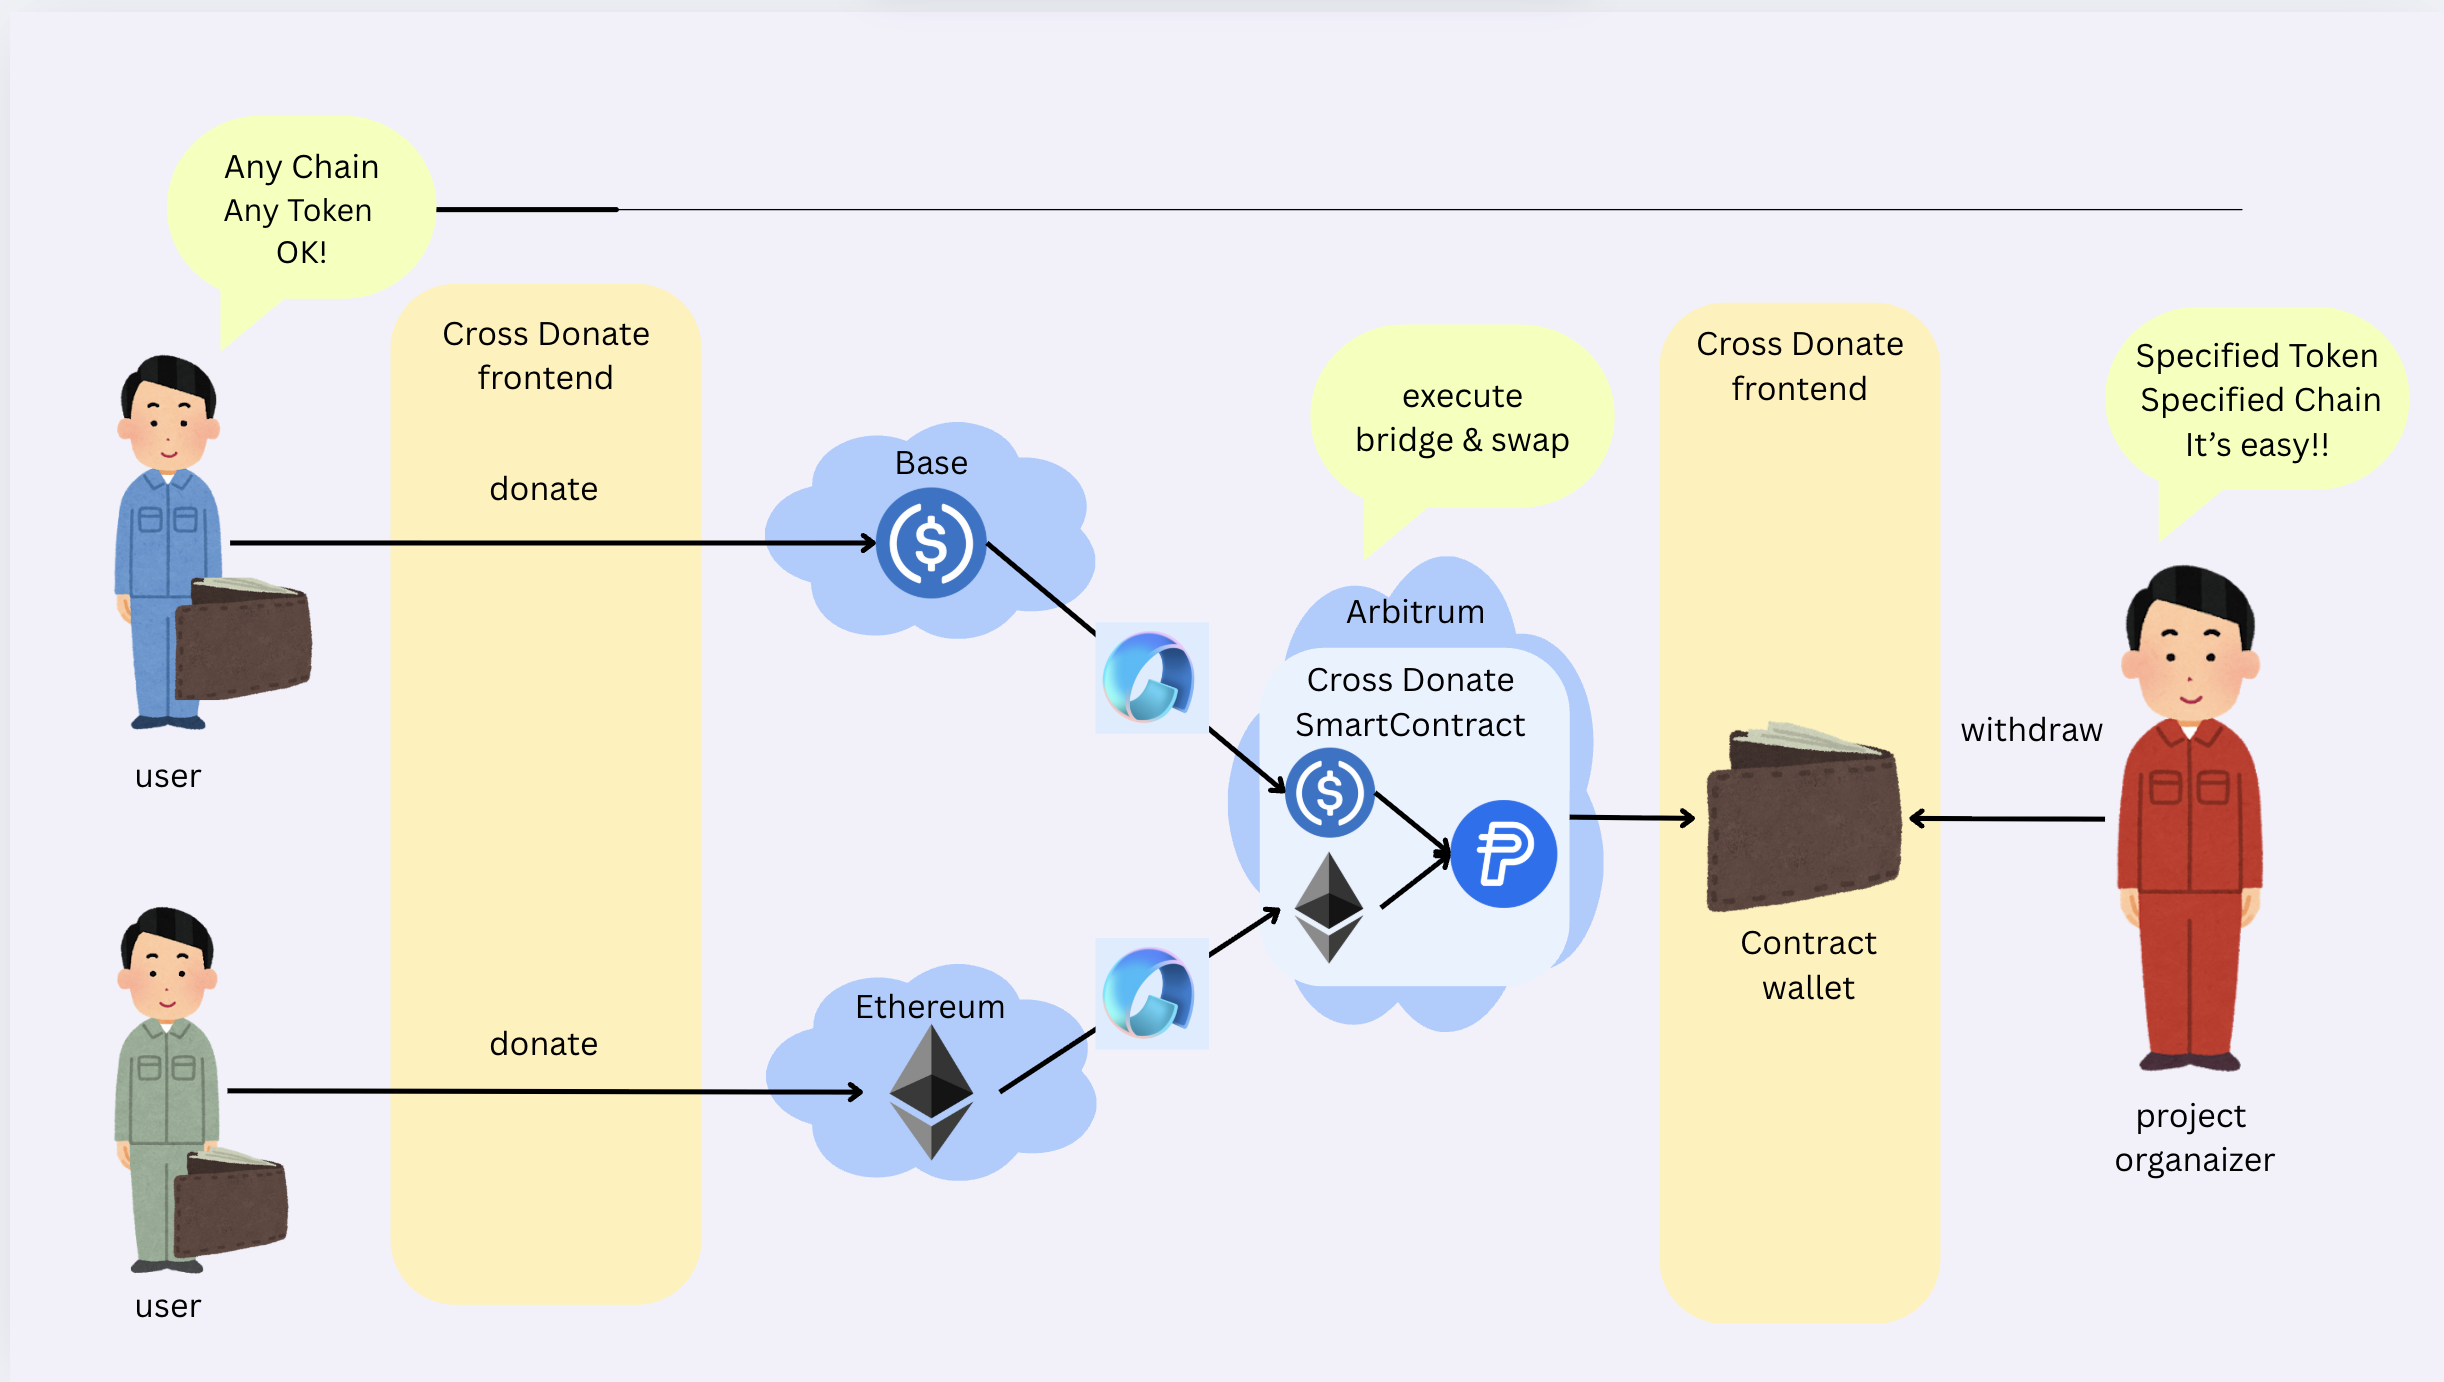 Any Chain
Any Token
OK!
Cross Donate
frontend
donate
user
donate
user
Base
Ethereum
execute
bridge & swap
Arbitrum
Cross Donate
SmartContract
Cross Donate
frontend
Contract
wallet
Specified Token
Specified Chain
It’s easy!!
withdraw
project
organaizer